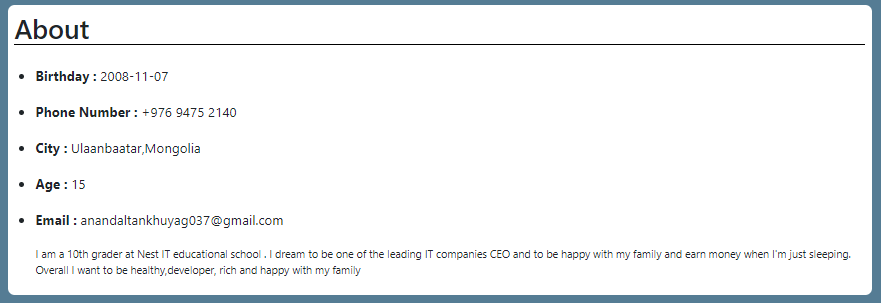 About
Birthday : 2008-11-07
Phone Number : +976 9475 2140
City : Ulaanbaatar,Mongolia
Age : 15
Email : anandaltankhuyag037@gmail.com
I am a 10th grader at Nest IT educational school . I dream to be one of the leading IT companies CEO and to be happy with my family and earn money when I'm just sleeping.
Overall I want to be healthy,developer, rich and happy with my family